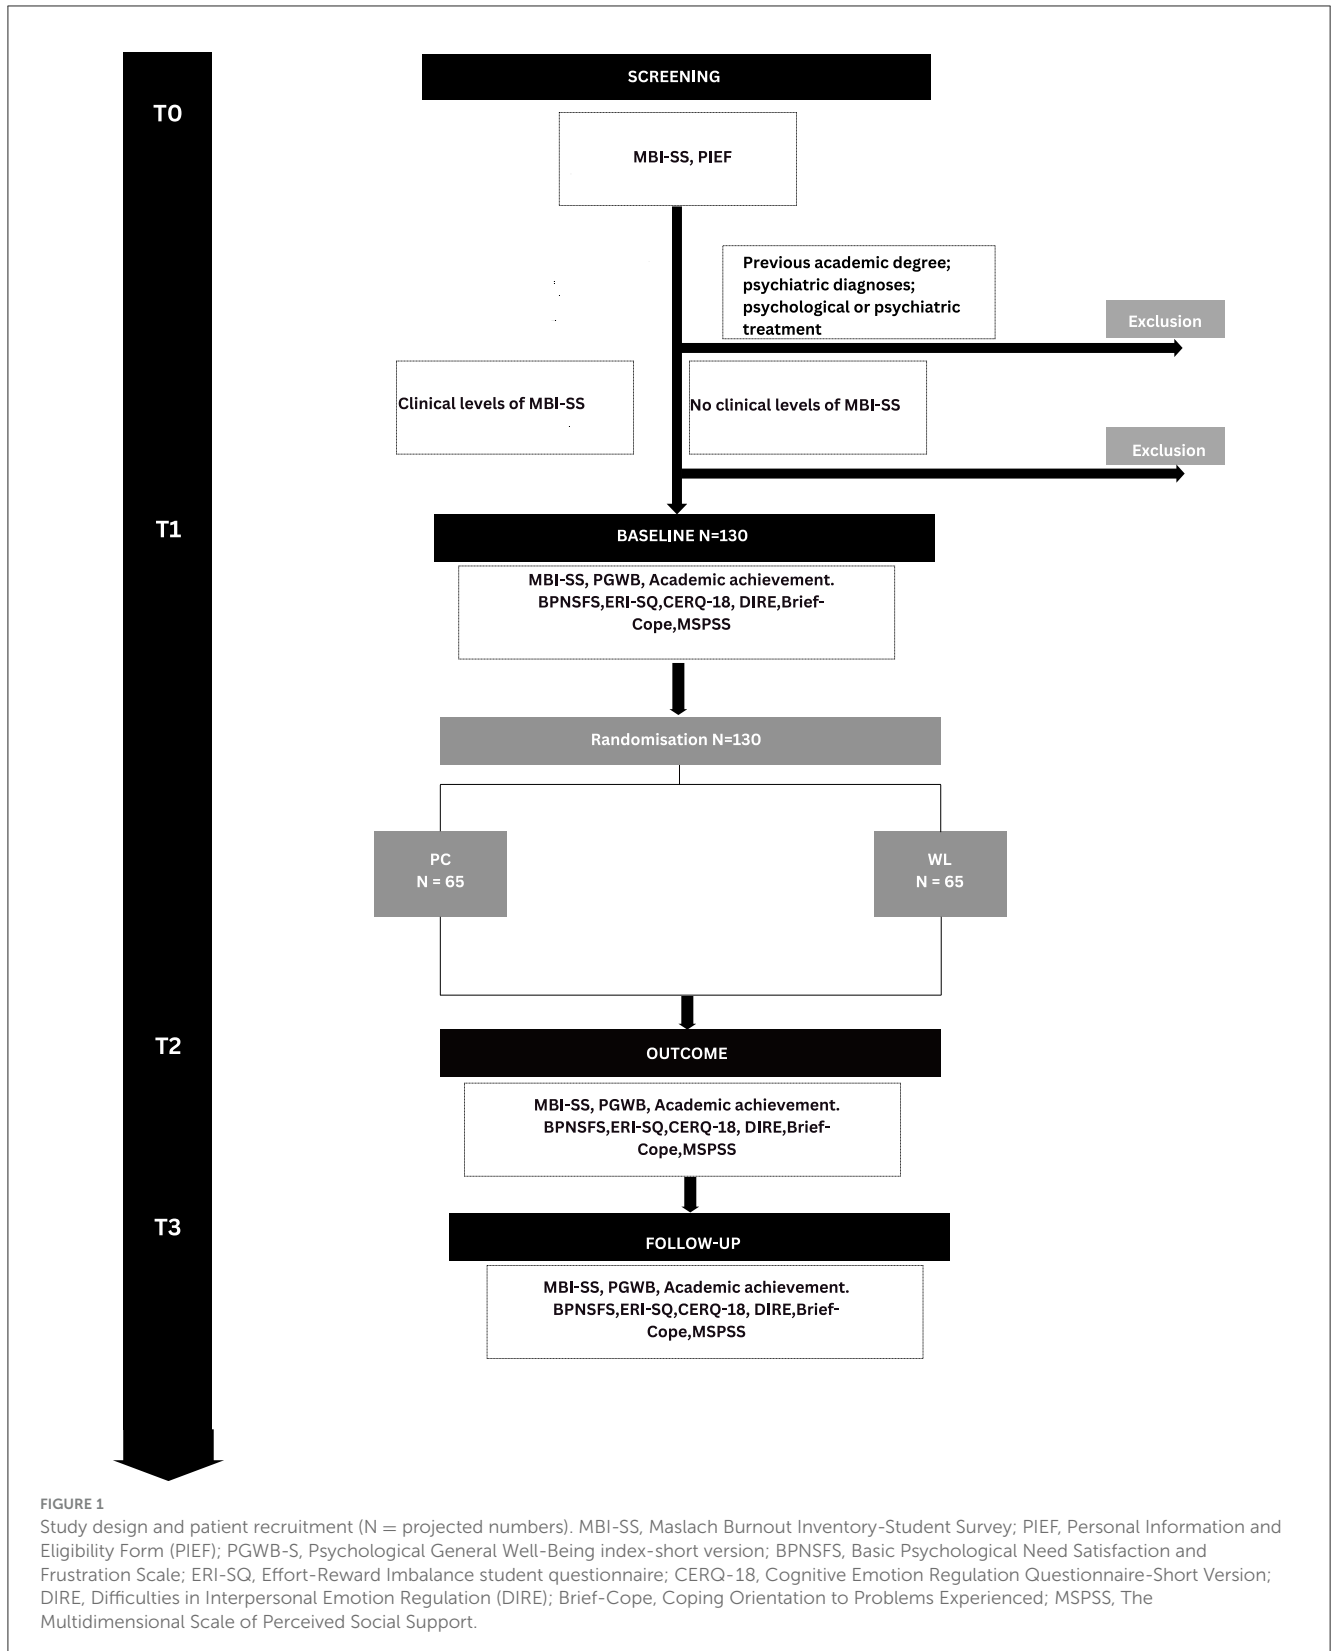 T0
SCREENING
MBI-SS, PIEF
Previous academic degree;
psychiatric diagnoses;
psychological or psychiatric
treatment
Exclusion
Clinical levels of MBI-SS
No clinical levels of MBI-SS
Exclusion
T1
BASELINE N=130
MBI-SS, PGWB, Academic achievement.
BPNSFS,ERI-SQ,CERQ-18, DIRE,Brief-
Cope,MSPSS
Randomisation N=130
PC
N = 65
WL
N = 65
T2
OUTCOME
MBI-SS, PGWB, Academic achievement.
BPNSFS,ERI-SQ,CERQ-18, DIRE,Brief-
Cope,MSPSS
T3
FOLLOW-UP
MBI-SS, PGWB, Academic achievement.
BPNSFS,ERI-SQ,CERQ-18, DIRE,Brief-
Cope,MSPSS
FIGURE 1
Study design and patient recruitment (N = projected numbers). MBI-SS, Maslach Burnout Inventory-Student Survey; PIEF, Personal Information and
Eligibility Form (PIEF); PGWB-S, Psychological General Well-Being index-short version; BPNSFS, Basic Psychological Need Satisfaction and
Frustration Scale; ERI-SQ, Effort-Reward Imbalance student questionnaire; CERQ-18, Cognitive Emotion Regulation Questionnaire-Short Version;
DIRE, Difficulties in Interpersonal Emotion Regulation (DIRE); Brief-Cope, Coping Orientation to Problems Experienced; MSPSS, The
Multidimensional Scale of Perceived Social Support.